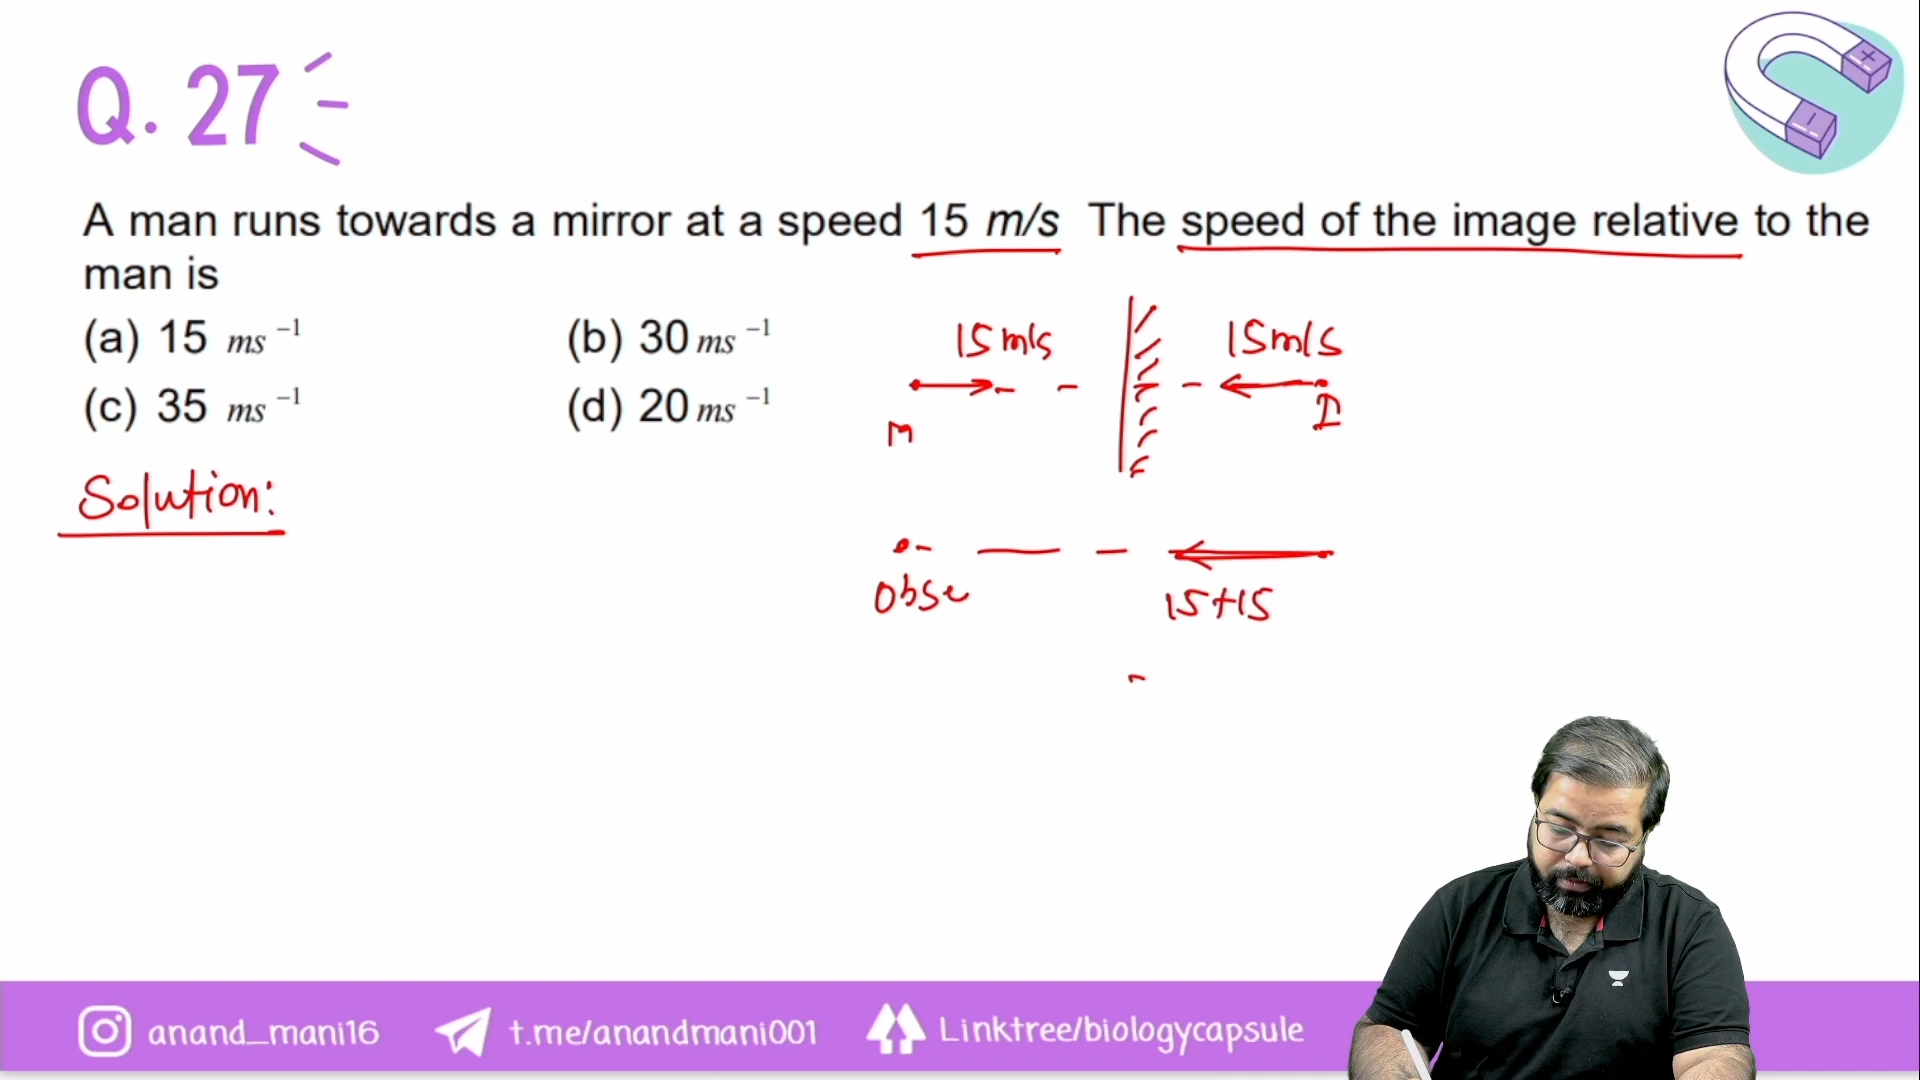 Q. 27
A man runs towards a mirror at a speed 15 m/s The speed of the image relative to the
man is
(a) 15 ms⁻¹ (b) 30 ms⁻¹
(c) 35 ms⁻¹ (d) 20 ms⁻¹
15 m/s 15 m/s
M I
Solution:
Obse 15+15
anand_mani16 t.me/anandmani001 Linktree/biologycapsule